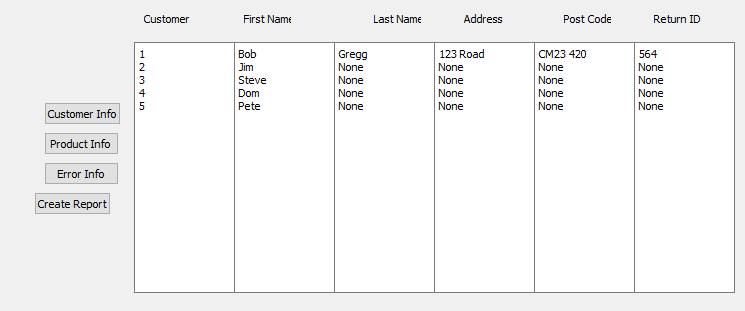 Customer First Name Last Name Address Post Code Return ID
1 Bob Gregg 123 Road CM23 420 564
2 Jim None None None None
3 Steve None None None None
4 Dom None None None None
5 Pete None None None None
Customer Info
Product Info
Error Info
Create Report